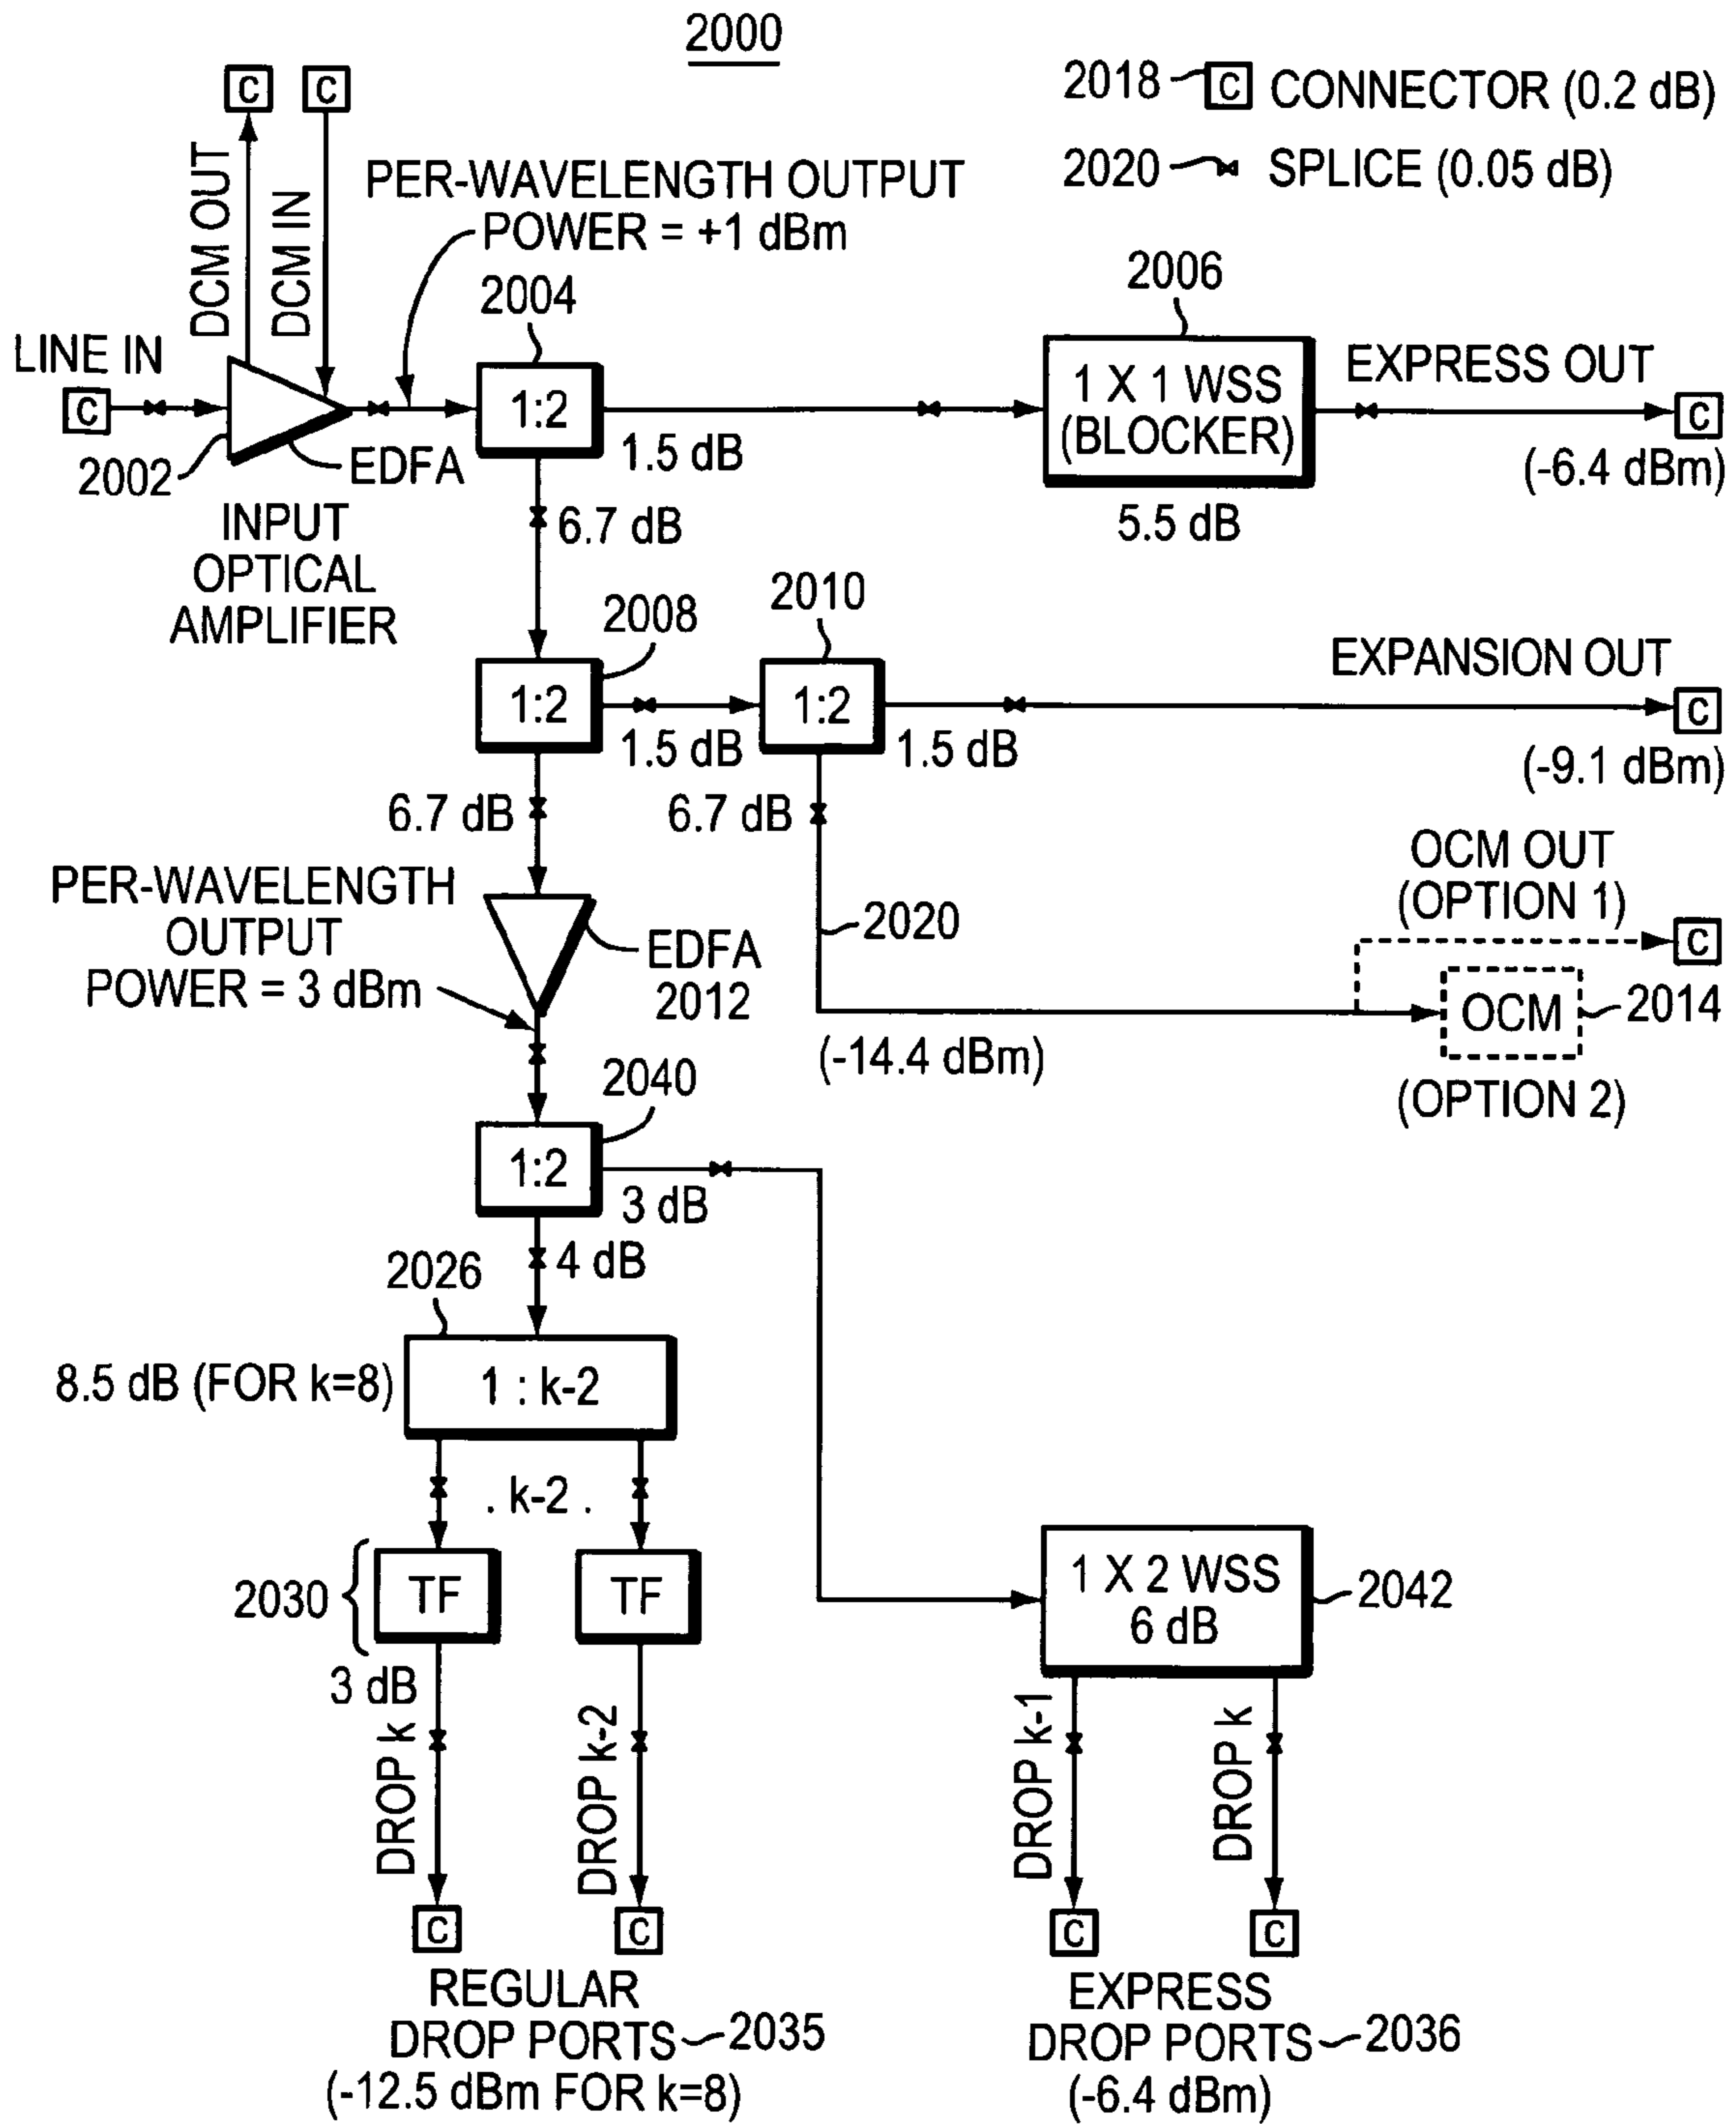 2000
2018 C CONNECTOR (0.2 dB)
2020 SPLICE (0.05 dB)
C C
DCM OUT
DCM IN
PER-WAVELENGTH OUTPUT
POWER = +1 dBm
LINE IN
C
2002
EDFA
INPUT
OPTICAL
AMPLIFIER
2004
1:2
1.5 dB
6.7 dB
2006
1 X 1 WSS
(BLOCKER)
5.5 dB
EXPRESS OUT
C
(-6.4 dBm)
2008
1:2
1.5 dB
6.7 dB
2010
1:2
1.5 dB
6.7 dB
EXPANSION OUT
C
(-9.1 dBm)
OCM OUT
(OPTION 1)
C
2020
OCM
2014
(OPTION 2)
(-14.4 dBm)
PER-WAVELENGTH
OUTPUT
POWER = 3 dBm
EDFA
2012
2040
1:2
3 dB
4 dB
2026
8.5 dB (FOR k=8)
1 : k-2
. k-2 .
2030
TF TF
3 dB
DROP k
DROP k-2
C C
REGULAR
DROP PORTS 2035
(-12.5 dBm FOR k=8)
1 X 2 WSS
6 dB
2042
DROP k-1
DROP k
C C
EXPRESS
DROP PORTS 2036
(-6.4 dBm)